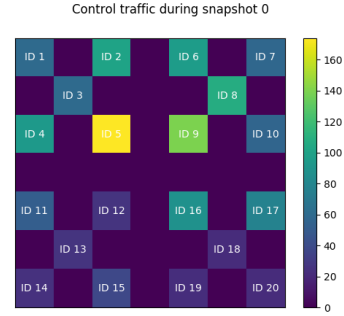 Control traffic during snapshot 0
ID 1 ID 2 ID 6 ID 7
ID 3 ID 8
ID 4 ID 5 ID 9 ID 10
ID 11 ID 12 ID 16 ID 17
ID 13 ID 18
ID 14 ID 15 ID 19 ID 20
160
140
120
100
80
60
40
20
0